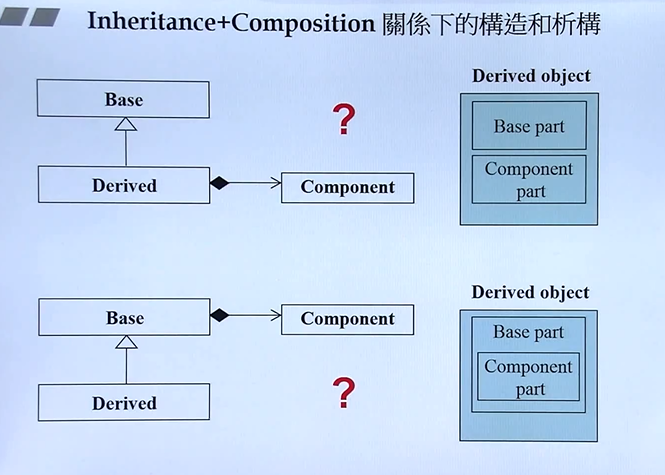 Inheritance+Composition 關係下的構造和析構
Base
?
Derived
Component
Derived object
Base part
Component
part
Base
Component
Derived
?
Derived object
Base part
Component
part